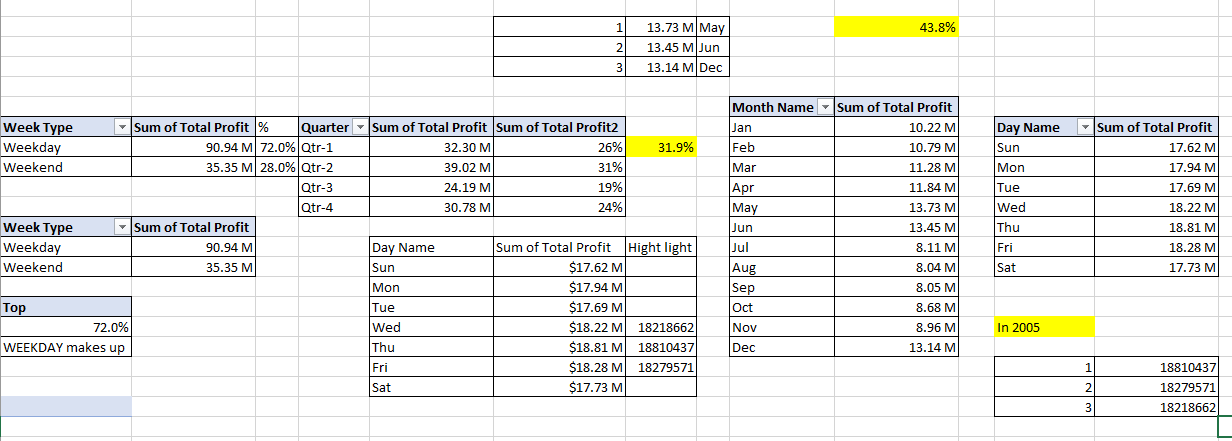 1 13.73 M May 43.8%
2 13.45 M Jun
3 13.14 M Dec
Month Name Sum of Total Profit
Week Type Sum of Total Profit % Quarter Sum of Total Profit Sum of Total Profit2 Jan 10.22 M Day Name Sum of Total Profit
Weekday 90.94 M 72.0% Qtr-1 32.30 M 26% 31.9% Feb 10.79 M Sun 17.62 M
Weekend 35.35 M 28.0% Qtr-2 39.02 M 31% Mar 11.28 M Mon 17.94 M
Qtr-3 24.19 M 19% Apr 11.84 M Tue 17.69 M
Qtr-4 30.78 M 24% May 13.73 M Wed 18.22 M
Week Type Sum of Total Profit Jun 13.45 M Thu 18.81 M
Weekday 90.94 M Day Name Sum of Total Profit Hight light Jul 8.11 M Fri 18.28 M
Weekend 35.35 M Sun $17.62 M Aug 8.04 M Sat 17.73 M
Mon $17.94 M Sep 8.05 M
Top Tue $17.69 M Oct 8.68 M
72.0% Wed $18.22 M 18218662 Nov 8.96 M In 2005
WEEKDAY makes up Thu $18.81 M 18810437 Dec 13.14 M
Fri $18.28 M 18279571 1 18810437
Sat $17.73 M 2 18279571
3 18218662